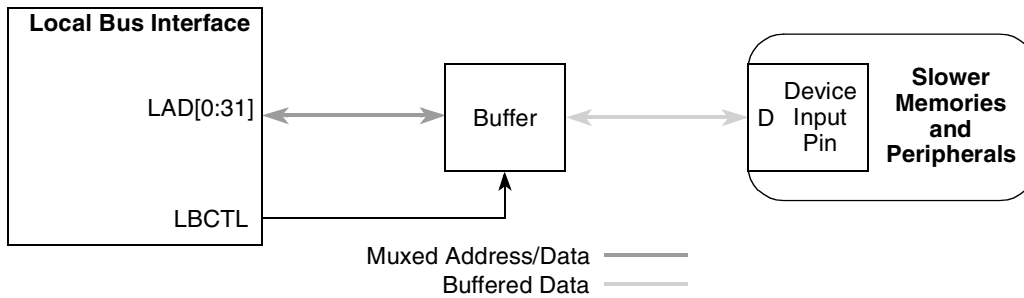 Local Bus Interface
LAD[0:31]
LBCTL
Buffer
D
Device
Input
Pin
Slower
Memories
and
Peripherals
Muxed Address/Data
Buffered Data